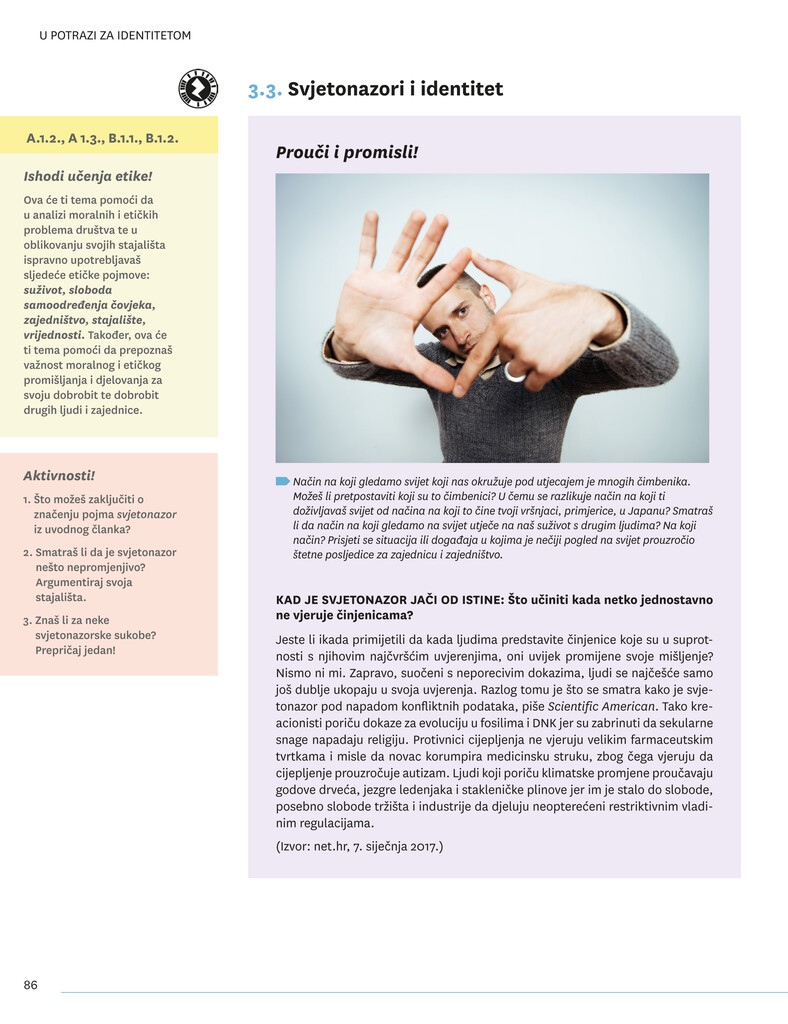 U POTRAZI ZA IDENTITETOM
3.3. Svjetonazori i identitet
A.1.2., A 1.3., B.1.1., B.1.2.
Ishodi učenja etike!
Ova će ti tema pomoći da
u analizi moralnih i etičkih
problema društva te u
oblikovanju svojih stajališta
ispravno upotrebljavaš
sljedeće etičke pojmove:
suživot, sloboda
samoodređenja čovjeka,
zajedništvo, stajalište,
vrijednosti. Također, ova će
ti tema pomoći da prepoznaš
važnost moralnog i etičkog
promišljanja i djelovanja za
svoju dobrobit te dobrobit
drugih ljudi i zajednice.
Aktivnosti!
1. Što možeš zaključiti o
značenju pojma svjetonazor
iz uvodnog članka?
2. Smatraš li da je svjetonazor
nešto nepromjenjivo?
Argumentiraj svoja
stajališta.
3. Znaš li za neke
svjetonazorske sukobe?
Prepričaj jedan!
Prouči i promisli!
Način na koji gledamo svijet koji nas okružuje pod utjecajem je mnogih čimbenika.
Možeš li pretpostaviti koji su to čimbenici? U čemu se razlikuje način na koji ti
doživljavaš svijet od načina na koji to čine tvoji vršnjaci, primjerice, u Japanu? Smatraš
li da način na koji gledamo na svijet utječe na naš suživot s drugim ljudima? Na koji
način? Prisjeti se situacija ili događaja u kojima je nečiji pogled na svijet prouzročio
štetne posljedice za zajednicu i zajedništvo.
KAD JE SVJETONAZOR JAČI OD ISTINE: Što učiniti kada netko jednostavno
ne vjeruje činjenicama?
Jeste li ikada primijetili da kada ljudima predstavite činjenice koje su u suprot-
nosti s njihovim najčvršćim uvjerenjima, oni uvijek promijene svoje mišljenje?
Nismo ni mi. Zapravo, suočeni s neporecivim dokazima, ljudi se najčešće samo
još dublje ukopaju u svoja uvjerenja. Razlog tomu je što se smatra kako je svje-
tonazor pod napadom konfliktnih podataka, piše Scientific American. Tako kre-
acionisti poriču dokaze za evoluciju u fosilima i DNK jer su zabrinuti da sekularne
snage napadaju religiju. Protivnici cijepljenja ne vjeruju velikim farmaceutskim
tvrtkama i misle da novac korumpira medicinsku struku, zbog čega vjeruju da
cijepljenje prouzročuje autizam. Ljudi koji poriču klimatske promjene proučavaju
godove drveća, jezgre ledenjaka i stakleničke plinove jer im je stalo do slobode,
posebno slobode tržišta i industrije da djeluju neopterećeni restriktivnim vladi-
nim regulacijama.
(Izvor: net.hr, 7. siječnja 2017.)
86